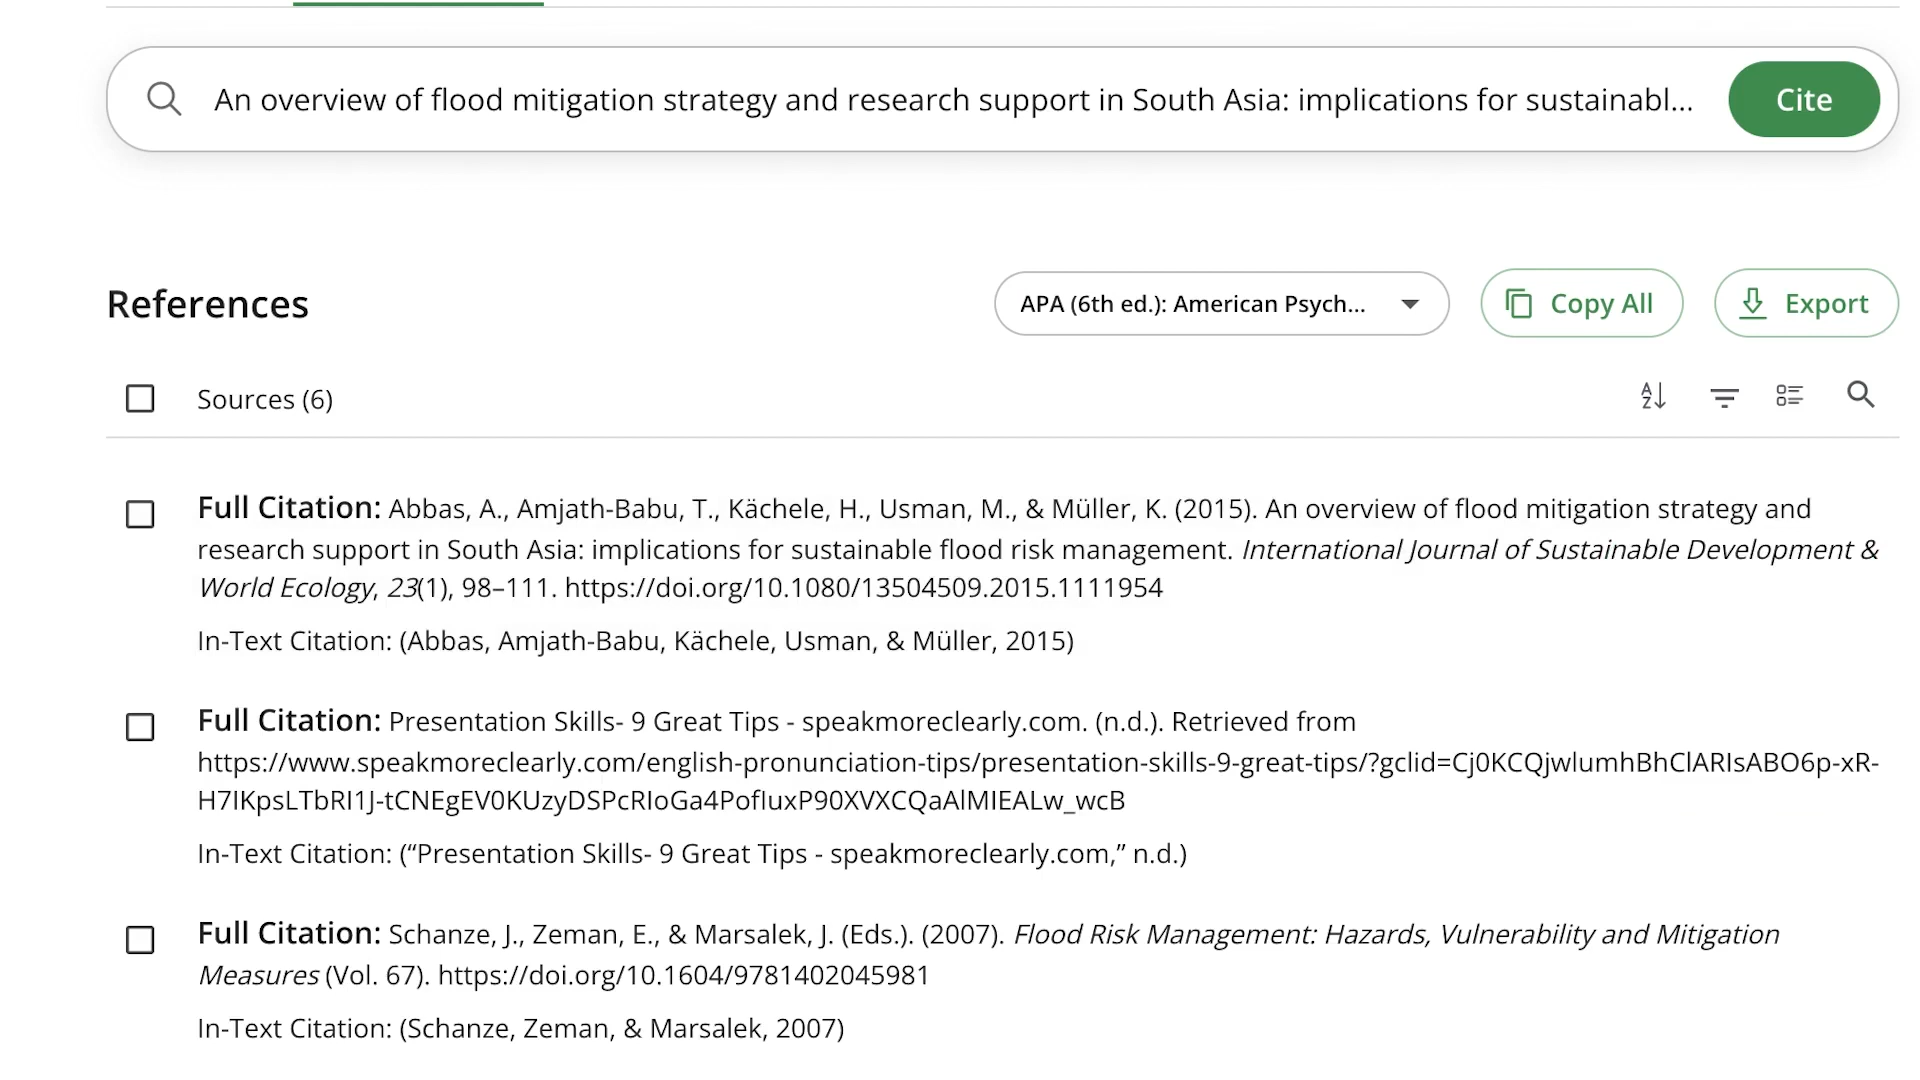 An overview of flood mitigation strategy and research support in South Asia: implications for sustainabl...
Cite
References
APA (6th ed.): American Psych...
Copy All
Export
Sources (6)
Full Citation: Abbas, A., Amjath-Babu, T., Kächele, H., Usman, M., & Müller, K. (2015). An overview of flood mitigation strategy and
research support in South Asia: implications for sustainable flood risk management. International Journal of Sustainable Development &
World Ecology, 23(1), 98–111. https://doi.org/10.1080/13504509.2015.1111954
In-Text Citation: (Abbas, Amjath-Babu, Kächele, Usman, & Müller, 2015)
Full Citation: Presentation Skills- 9 Great Tips - speakmoreclearly.com. (n.d.). Retrieved from
https://www.speakmoreclearly.com/english-pronunciation-tips/presentation-skills-9-great-tips/?gclid=Cj0KCQjwlumhBhClARIsABO6p-xR-
H7IKpsLTbRI1J-tCNEgEV0KUzyDSPcRIoGa4PofIuxP90XVXCQaAlMIEALw_wcB
In-Text Citation: (“Presentation Skills- 9 Great Tips - speakmoreclearly.com,” n.d.)
Full Citation: Schanze, J., Zeman, E., & Marsalek, J. (Eds.). (2007). Flood Risk Management: Hazards, Vulnerability and Mitigation
Measures (Vol. 67). https://doi.org/10.1604/9781402045981
In-Text Citation: (Schanze, Zeman, & Marsalek, 2007)